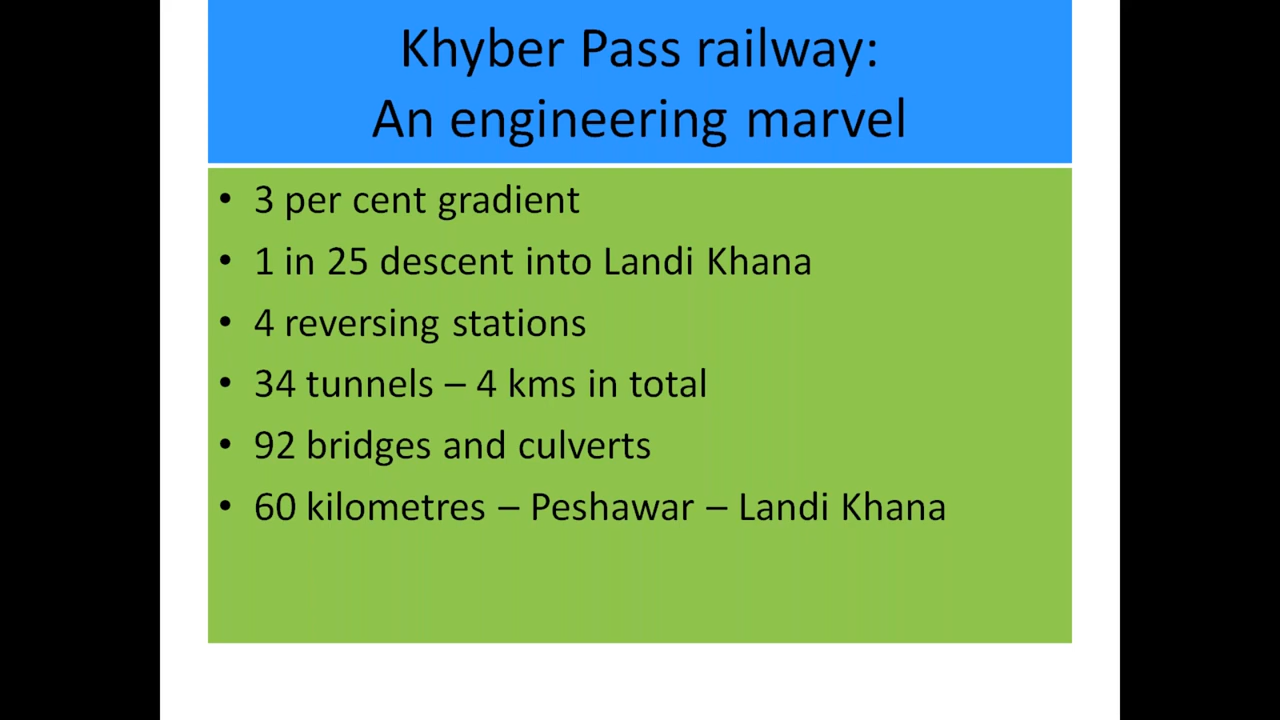 Khyber Pass railway:
An engineering marvel
• 3 per cent gradient
• 1 in 25 descent into Landi Khana
• 4 reversing stations
• 34 tunnels – 4 kms in total
• 92 bridges and culverts
• 60 kilometres – Peshawar – Landi Khana